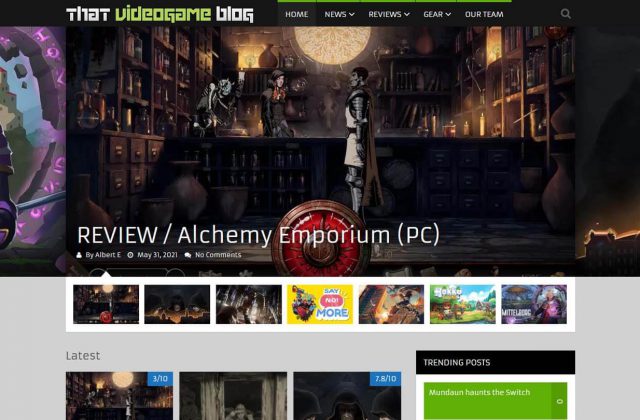 THAT VIDEOGAME BLOG
HOME NEWS REVIEWS GEAR OUR TEAM
REVIEW / Alchemy Emporium (PC)
By Albert E May 31, 2021 No Comments
SAY
NO!
MORE
MITTELBORG
Latest
TRENDING POSTS
3/10
7.8/10
Mundaun haunts the Switch
0